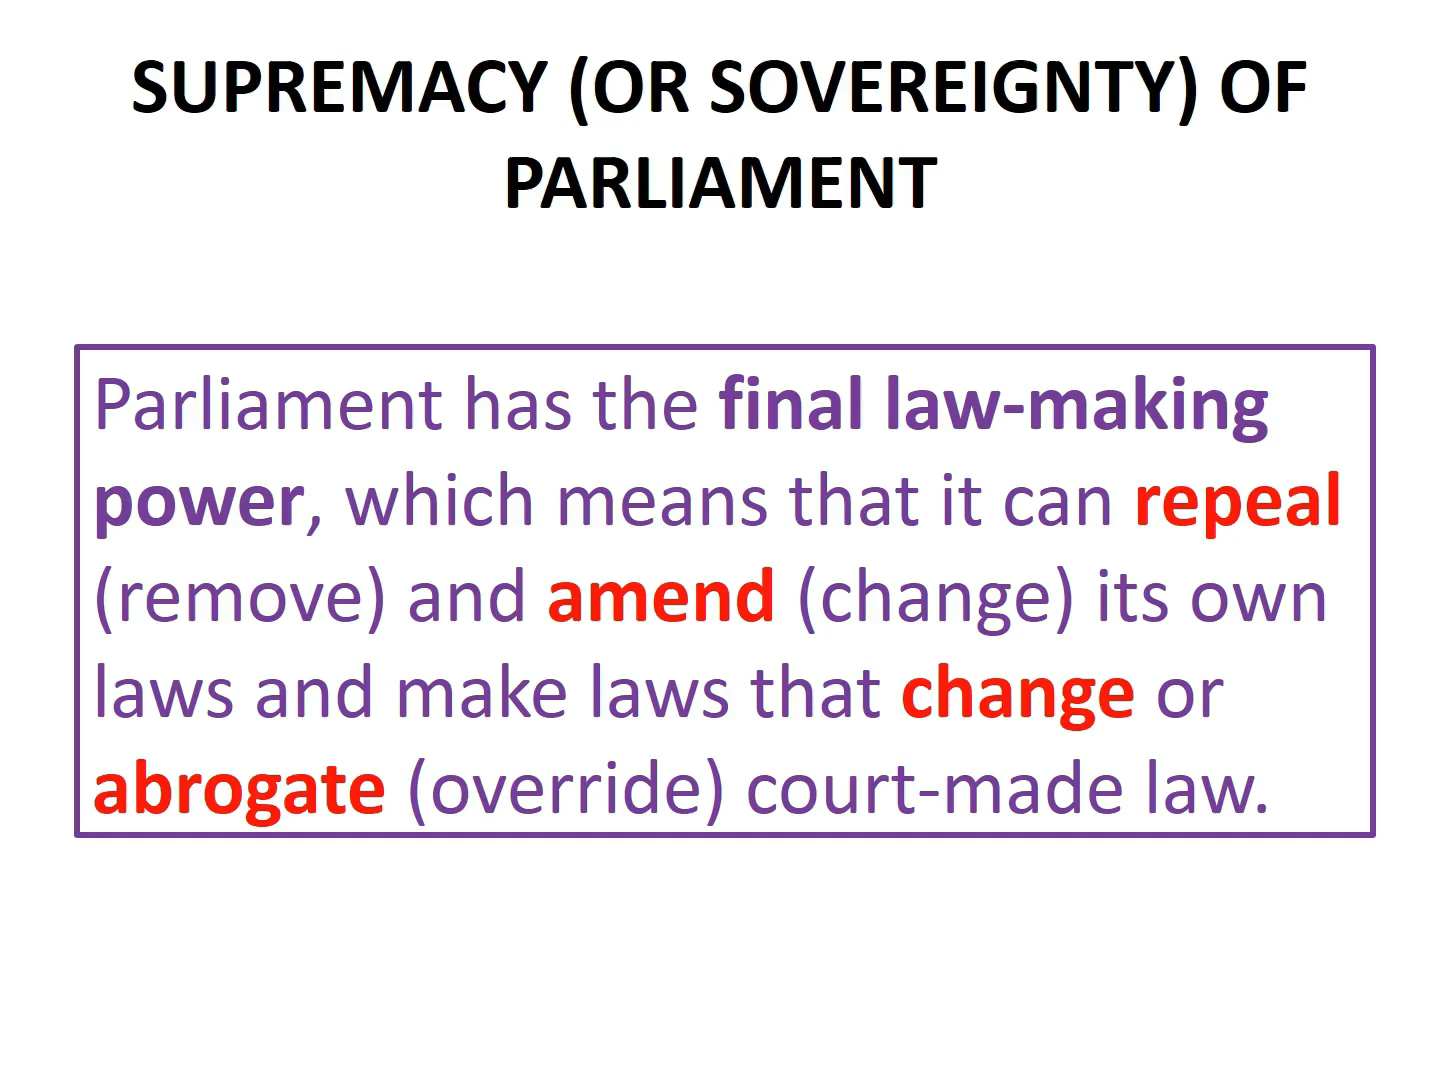 SUPREMACY (OR SOVEREIGNTY) OF
PARLIAMENT
Parliament has the final law-making
power, which means that it can repeal
(remove) and amend (change) its own
laws and make laws that change or
abrogate (override) court-made law.